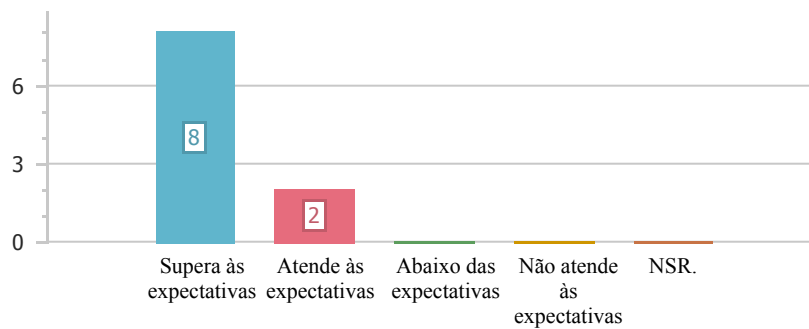 6
3
0
8
2
Supera às
expectativas
Atende às
expectativas
Abaixo das
expectativas
Não atende
às
expectativas
NSR.